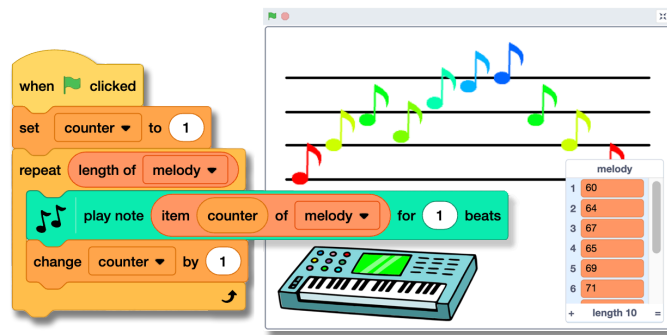 when clicked
set counter to 1
repeat length of melody
play note item counter of melody for 1 beats
change counter by 1
melody
1 60
2 64
3 67
4 65
5 69
6 71
+ length 10 =